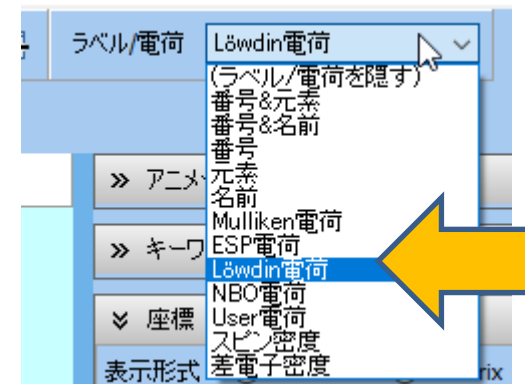 ラベル/電荷 Löwdin電荷
(ラベル/電荷を隠す)
番号&元素
番号&名前
番号
元素
名前
Mulliken電荷
ESP電荷
Löwdin電荷
NBO電荷
User電荷
スピン密度
差電子密度
» アニメ
» キーワ
座標
表示形式
rix